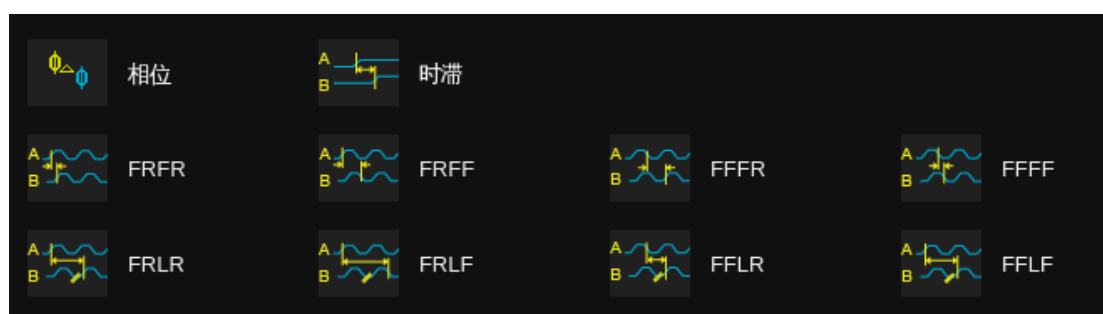 相位 A B 时滞
A B FRFR A B FRFF A B FFFR A B FFFF
A B FRLR A B FRLF A B FFLR A B FFLF